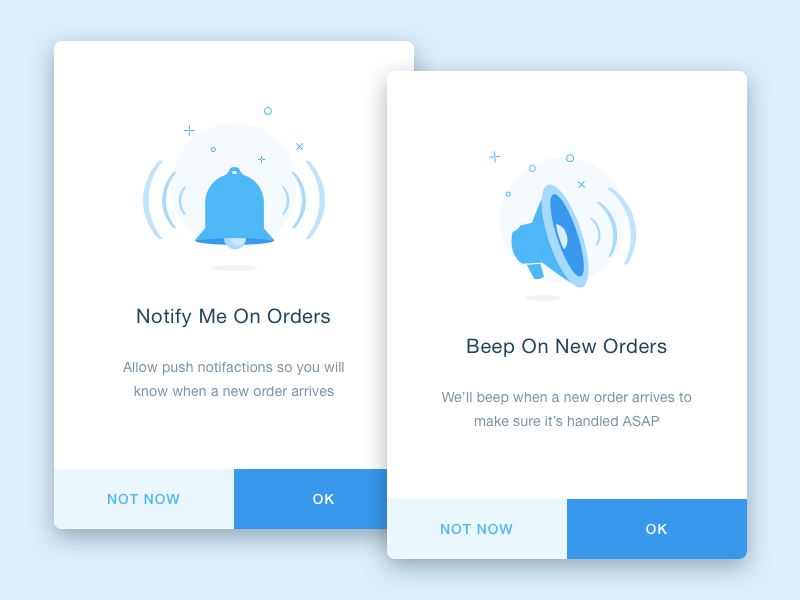 Notify Me On Orders
Allow push notifactions so you will
know when a new order arrives
NOT NOW
OK
Beep On New Orders
We’ll beep when a new order arrives to
make sure it’s handled ASAP
NOT NOW
OK